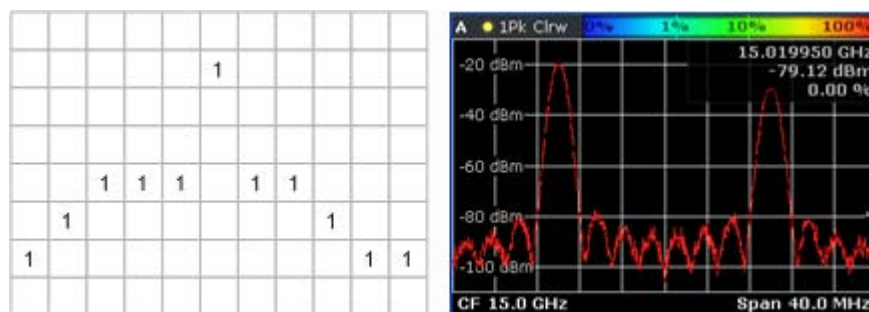 1
1 1 1 1 1
1 1
1 1 1
A 1Pk Clrw 0% 1% 10% 100%
15.019950 GHz
-79.12 dBm
0.00 %
-20 dBm
-40 dBm
-60 dBm
-80 dBm
-100 dBm
CF 15.0 GHz Span 40.0 MHz